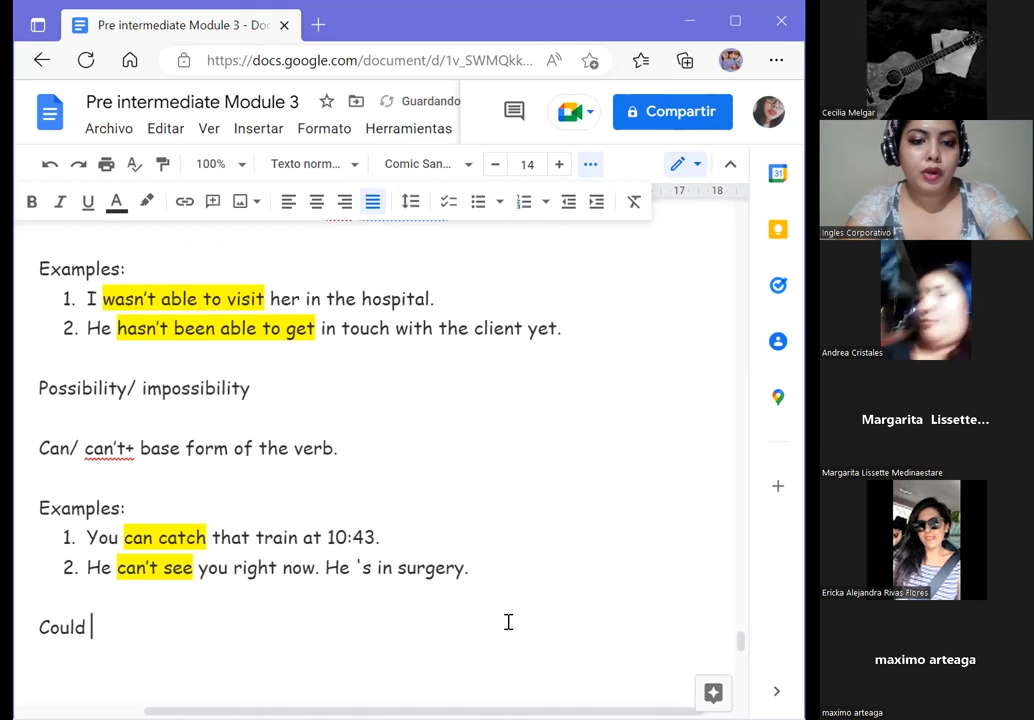 Pre intermediate Module 3 - Doc
https://docs.google.com/document/d/1v_SWMQkk...
Pre intermediate Module 3
Guardando
Compartir
Archivo Editar Ver Insertar Formato Herramientas
100% Texto norm... Comic San... 14
17 18
31
B I U A
Examples:
1. I wasn't able to visit her in the hospital.
2. He hasn't been able to get in touch with the client yet.
Possibility/ impossibility
Can/ can't+ base form of the verb.
Examples:
1. You can catch that train at 10:43.
2. He can't see you right now. He 's in surgery.
Could
Cecilia Melgar
Ingles Corporativo
Andrea Cristales
Margarita Lissette...
Margarita Lissette Medinaestare
Ericka Alejandra Rivas Flores
maximo arteaga
maximo arteaga